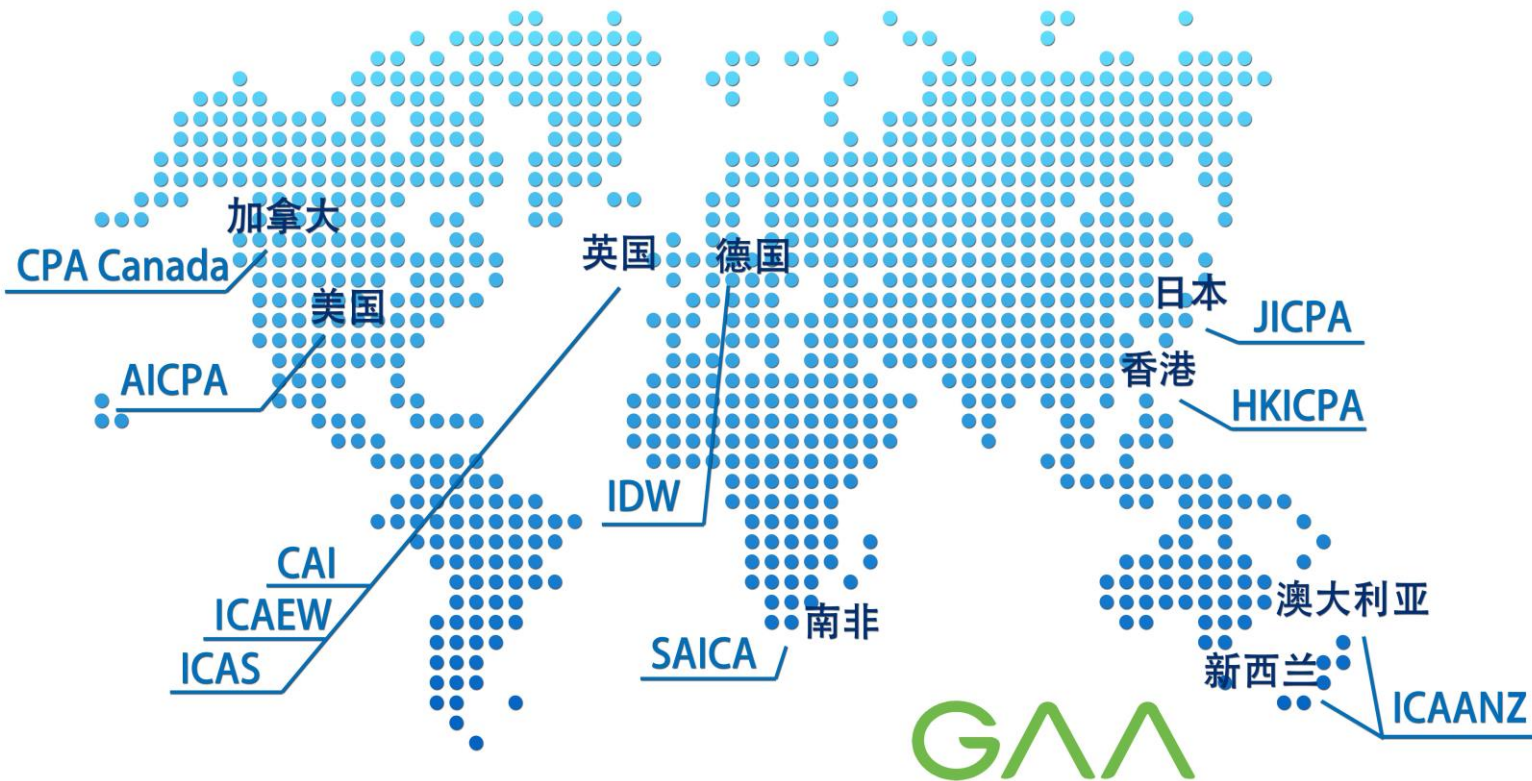 加拿大
CPA Canada
英国
德国
美国
日本
JICPA
AICPA
香港
HKICPA
IDW
CAI
ICAEW
ICAS
南非
SAICA
澳大利亚
新西兰
ICAANZ
GAA